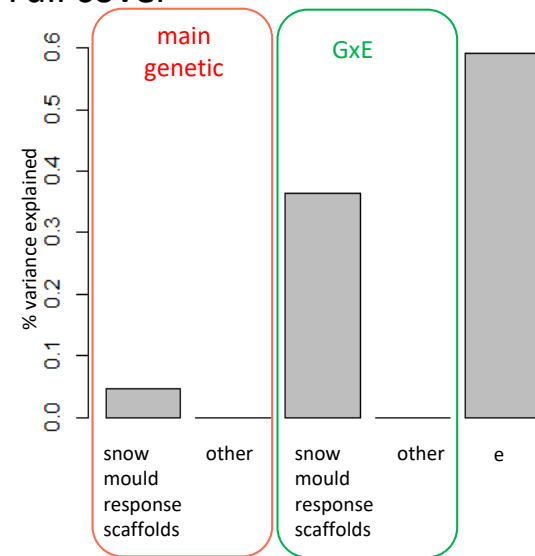 cover
main
genetic
GxE
% variance explained
0.6
0.5
0.4
0.3
0.2
0.1
0.0
snow
mould
response
scaffolds
other
snow
mould
response
scaffolds
other
e